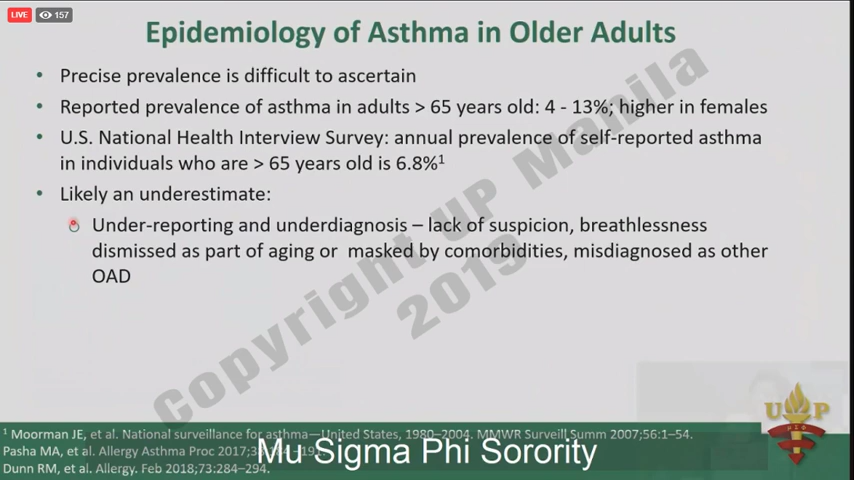 LIVE 157
Epidemiology of Asthma in Older Adults
• Precise prevalence is difficult to ascertain
• Reported prevalence of asthma in adults > 65 years old: 4 - 13%; higher in females
• U.S. National Health Interview Survey: annual prevalence of self-reported asthma
in individuals who are > 65 years old is 6.8%¹
• Likely an underestimate:
Under-reporting and underdiagnosis – lack of suspicion, breathlessness
dismissed as part of aging or masked by comorbidities, misdiagnosed as other
OAD
Copyright UP Manila
2019
¹ Moorman JE, et al. National surveillance for asthma—United States, 1980–2004. MMWR Surveill Summ 2007;56:1–54.
Pasha MA, et al. Allergy Asthma Proc 2017;
Dunn RM, et al. Allergy. Feb 2018;73:284–294.
Mu Sigma Phi Sorority
U P
ΜΣΦ